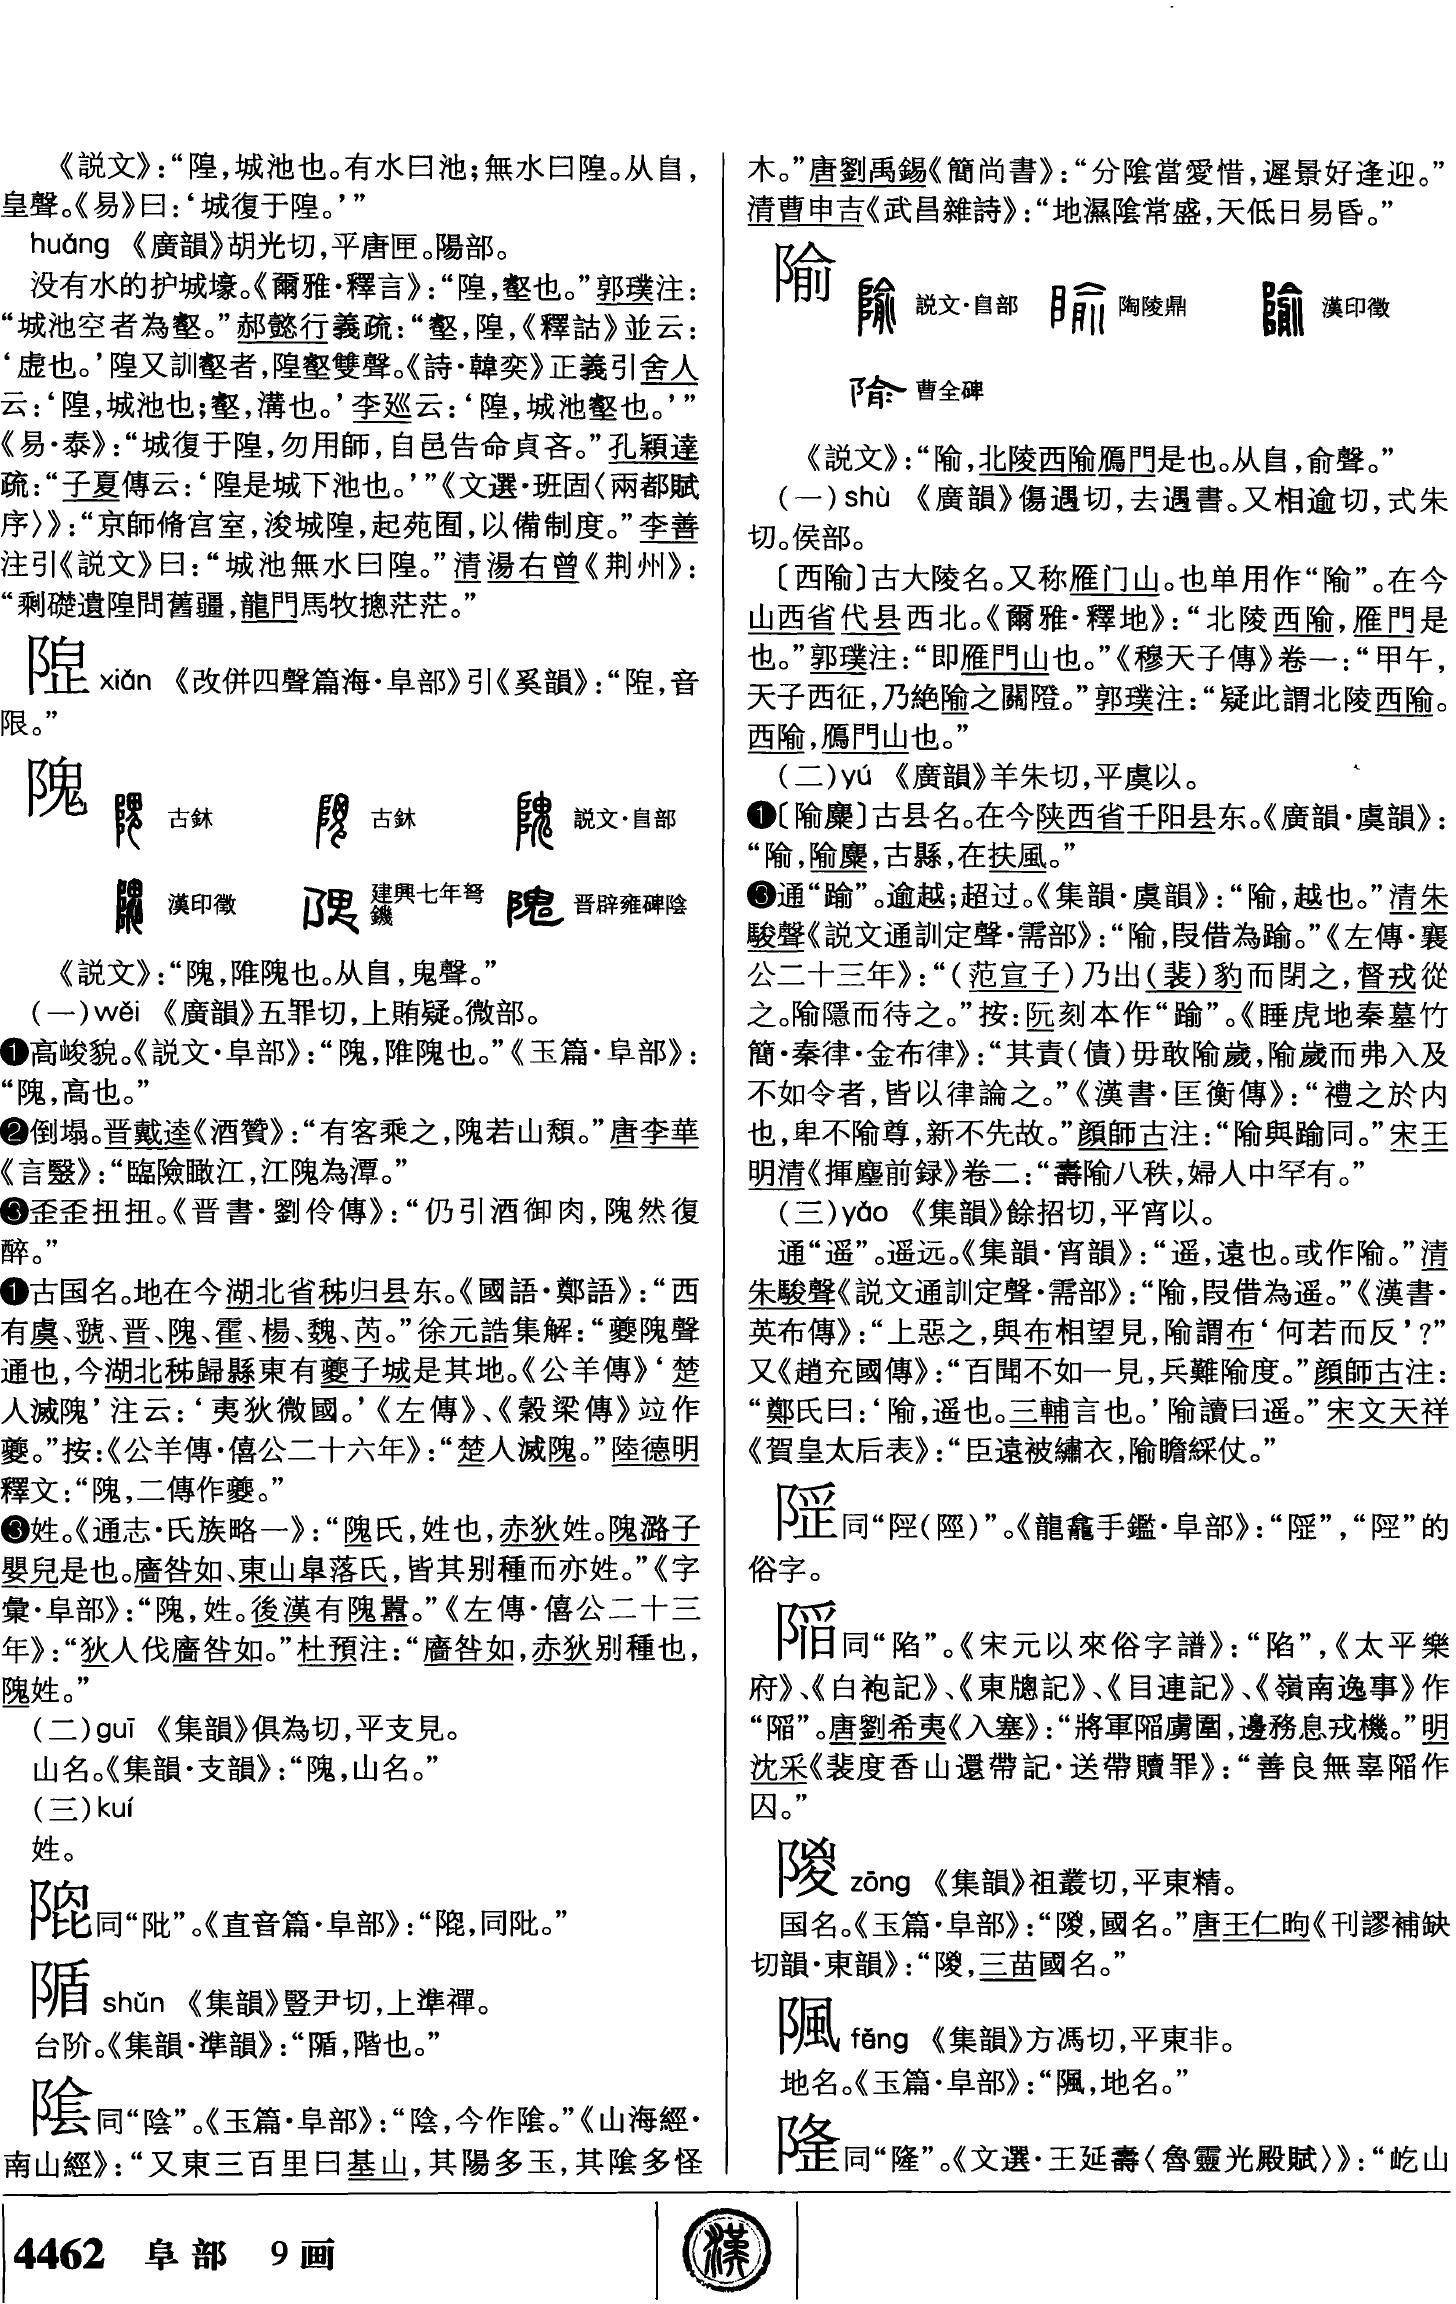 《説文》：“隍，城池也。有水曰池；無水曰隍。从𨸏，
皇聲。《易》曰：‘城復于隍。’”
huǎng 《廣韻》胡光切，平唐匣。陽部。
没有水的护城壕。《爾雅·釋言》：“隍，壑也。”郭璞注：
“城池空者為壑。”郝懿行義疏：“壑，隍，《釋詁》並云：
‘虚也。’隍又訓壑者，隍壑雙聲。《詩·韓奕》正義引舍人
云：‘隍，城池也；壑，溝也。’李廵云：‘隍，城池壑也。’”
《易·泰》：“城復于隍，勿用師，自邑告命貞吝。”孔穎達
疏：“子夏傳云：‘隍是城下池也。’”《文選·班固〈兩都賦
序〉》：“京師脩宫室，浚城隍，起苑囿，以備制度。”李善
注引《説文》曰：“城池無水曰隍。”清湯右曾《荆州》：
“剩礎遺隍問舊疆，龍門馬牧摠茫茫。”
xiǎn 《改併四聲篇海·阜部》引《奚韻》：“，音
限。”
隗
古鉥 古鉥 説文·𨸏部
漢印徵 建興七年弩鐖 晋辟雍碑陰
《説文》：“隗，陮隗也。从𨸏，鬼聲。”
(一)wěi 《廣韻》五罪切，上賄疑。微部。
❶高峻貌。《説文·阜部》：“隗，陮隗也。”《玉篇·阜部》：
“隗，高也。”
❷倒塌。晋戴逵《酒贊》：“有客乘之，隗若山頹。”唐李華
《言毉》：“臨險瞰江，江隗為潭。”
❸歪歪扭扭。《晋書·劉伶傳》：“仍引酒御肉，隗然復
醉。”
❶古国名。地在今湖北省秭归县东。《國語·鄭語》：“西
有虞、虢、晋、隗、霍、楊、魏、芮。”徐元誥集解：“夔隗聲
通也，今湖北秭歸縣東有夔子城是其地。《公羊傳》‘楚
人滅隗’注云：‘夷狄微國。’《左傳》、《穀梁傳》竝作
夔。”按：《公羊傳·僖公二十六年》：“楚人滅隗。”陸德明
釋文：“隗，二傳作夔。”
❸姓。《通志·氏族略一》：“隗氏，姓也，赤狄姓。隗潞子
嬰兒是也。廧咎如、東山皋落氏，皆其别種而亦姓。”《字
彙·阜部》：“隗，姓。後漢有隗囂。”《左傳·僖公二十三
年》：“狄人伐廧咎如。”杜預注：“廧咎如，赤狄别種也，
隗姓。”
(二)guī 《集韻》俱為切，平支見。
山名。《集韻·支韻》：“隗，山名。”
(三)kuí
姓。
同“阰”。《直音篇·阜部》：“，同阰。”
𨺚 shǔn 《集韻》豎尹切，上準禪。
台阶。《集韻·準韻》：“𨺚，階也。”
隂同“陰”。《玉篇·阜部》：“陰，今作隂。”《山海經·
南山經》：“又東三百里曰基山，其陽多玉，其隂多怪
木。”唐劉禹錫《簡尚書》：“分隂當愛惜，遲景好逢迎。”
清曹申吉《武昌雜詩》：“地濕隂常盛，天低日易昏。”
隃
説文·𨸏部 陶陵鼎 漢印徵
曹全碑
《説文》：“隃，北陵西隃鴈門是也。从𨸏，俞聲。”
(一)shù 《廣韻》傷遇切，去遇書。又相逾切，式朱
切。侯部。
〔西隃〕古大陵名。又称雁门山。也单用作“隃”。在今
山西省代县西北。《爾雅·釋地》：“北陵西隃，雁門是
也。”郭璞注：“即雁門山也。”《穆天子傳》卷一：“甲午，
天子西征，乃絶隃之關隥。”郭璞注：“疑此謂北陵西隃。
西隃，鴈門山也。”
(二)yú 《廣韻》羊朱切，平虞以。
❶〔隃麋〕古县名。在今陕西省千阳县东。《廣韻·虞韻》：
“隃，隃麋，古縣，在扶風。”
❸通“踰”。逾越；超过。《集韻·虞韻》：“隃，越也。”清朱
駿聲《説文通訓定聲·需部》：“隃，叚借為踰。”《左傳·襄
公二十三年》：“(范宣子)乃出(裴)豹而閉之，督戎從
之。隃隱而待之。”按：阮刻本作“踰”。《睡虎地秦墓竹
簡·秦律·金布律》：“其責(債)毋敢隃歲，隃歲而弗入及
不如令者，皆以律論之。”《漢書·匡衡傳》：“禮之於内
也，卑不隃尊，新不先故。”顔師古注：“隃與踰同。”宋王
明清《揮麈前録》卷二：“壽隃八秩，婦人中罕有。”
(三)yǎo 《集韻》餘招切，平宵以。
通“遥”。遥远。《集韻·宵韻》：“遥，遠也。或作隃。”清
朱駿聲《説文通訓定聲·需部》：“隃，叚借為遥。”《漢書·
英布傳》：“上惡之，與布相望見，隃謂布‘何若而反’?”
又《趙充國傳》：“百聞不如一見，兵難隃度。”顔師古注：
“鄭氏曰：‘隃，遥也。三輔言也。’隃讀曰遥。”宋文天祥
《賀皇太后表》：“臣遠被繡衣，隃瞻綵仗。”
同“陉(陘)”。《龍龕手鑑·阜部》：“”，“陘”的
俗字。
同“陷”。《宋元以來俗字譜》：“陷”，《太平樂
府》、《白袍記》、《東牕記》、《目連記》、《嶺南逸事》作
“”。唐劉希夷《入塞》：“將軍虜圍，邊務息戎機。”明
沈采《裴度香山還帶記·送帶贖罪》：“善良無辜作
囚。”
zōng 《集韻》祖叢切，平東精。
国名。《玉篇·阜部》：“，國名。”唐王仁昫《刊謬補缺
切韻·東韻》：“，三苗國名。”
fěng 《集韻》方馮切，平東非。
地名。《玉篇·阜部》：“，地名。”
同“隆”。《文選·王延壽〈魯靈光殿賦〉》：“屹山
4462 阜部 9画
漢